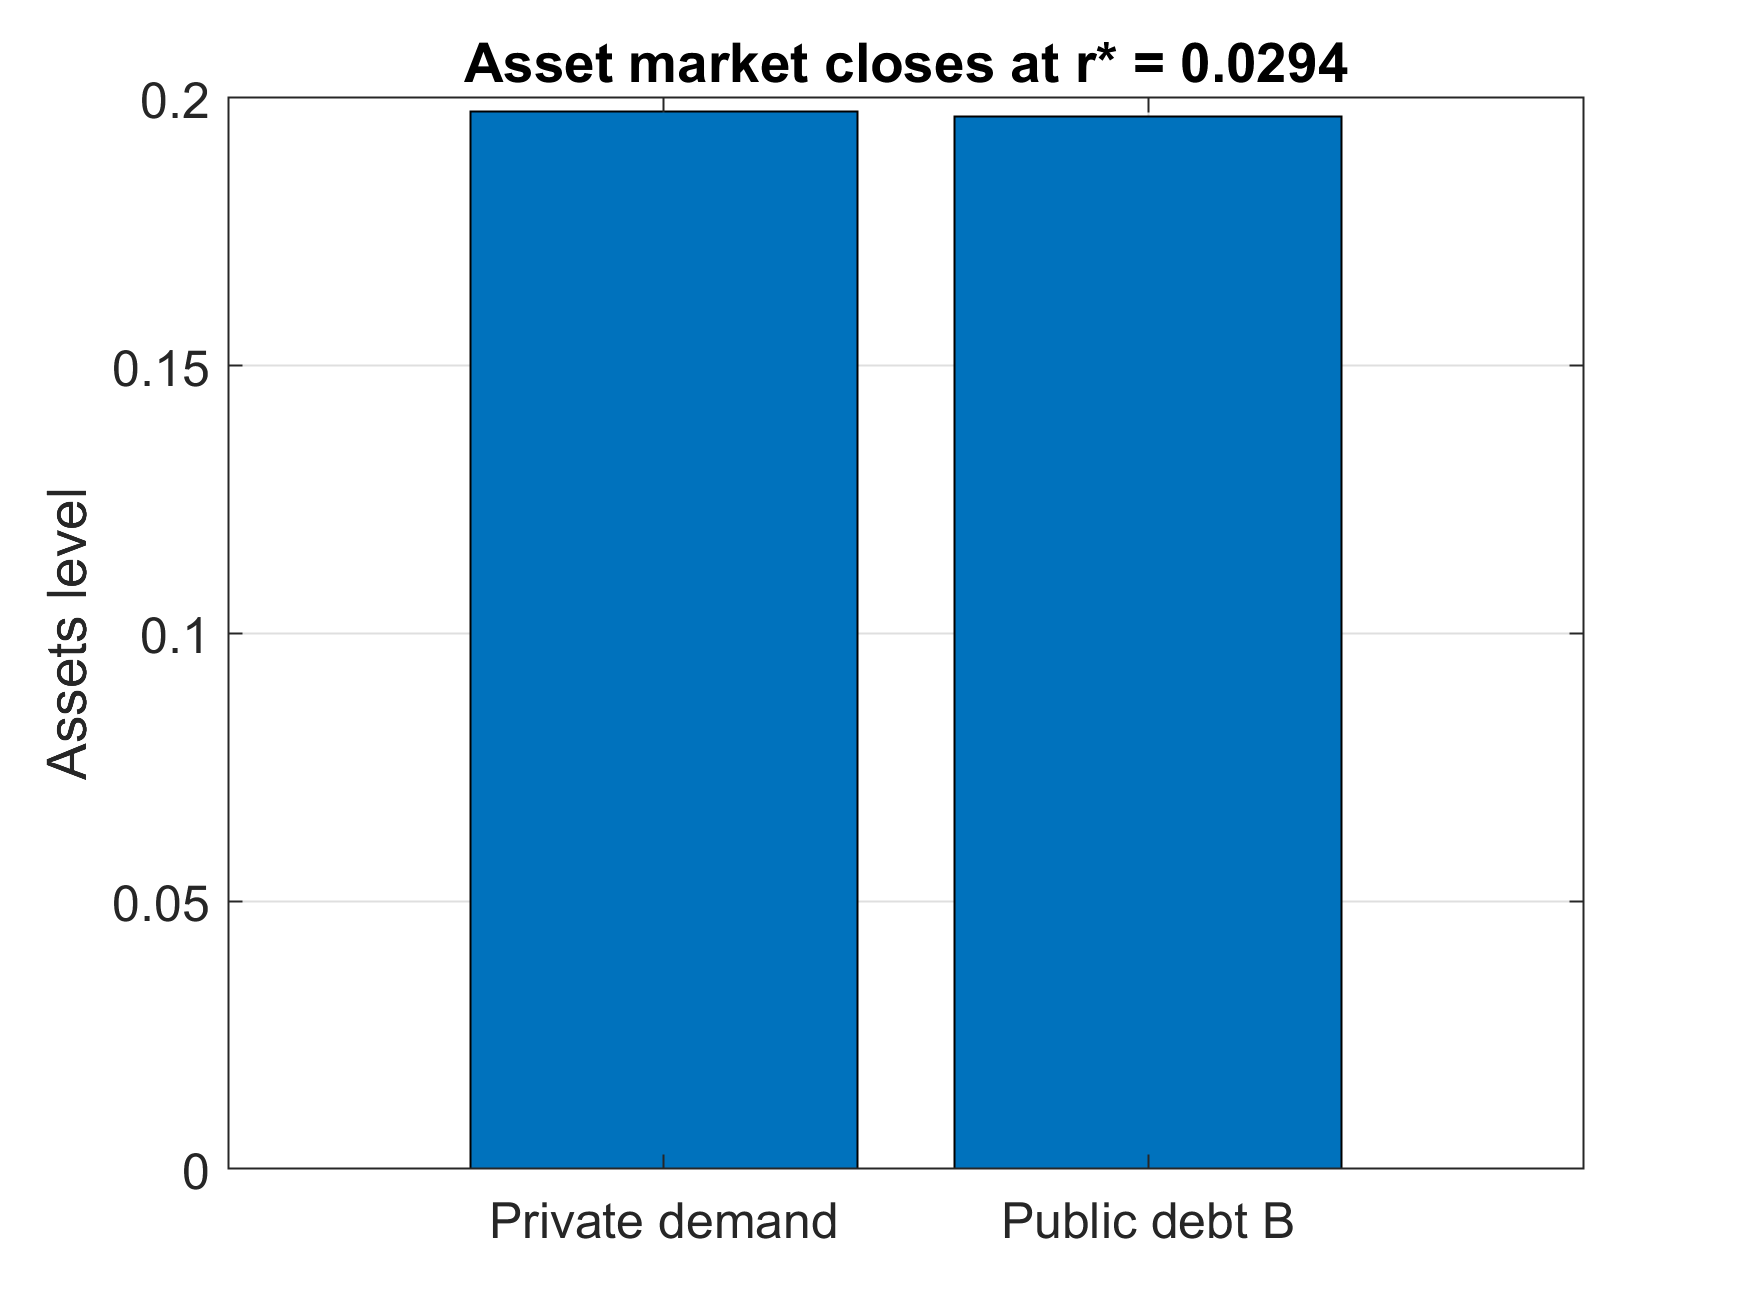 Asset market closes at r* = 0.0294
0.2
0.15
0.1
0.05
0
Assets level
Private demand
Public debt B